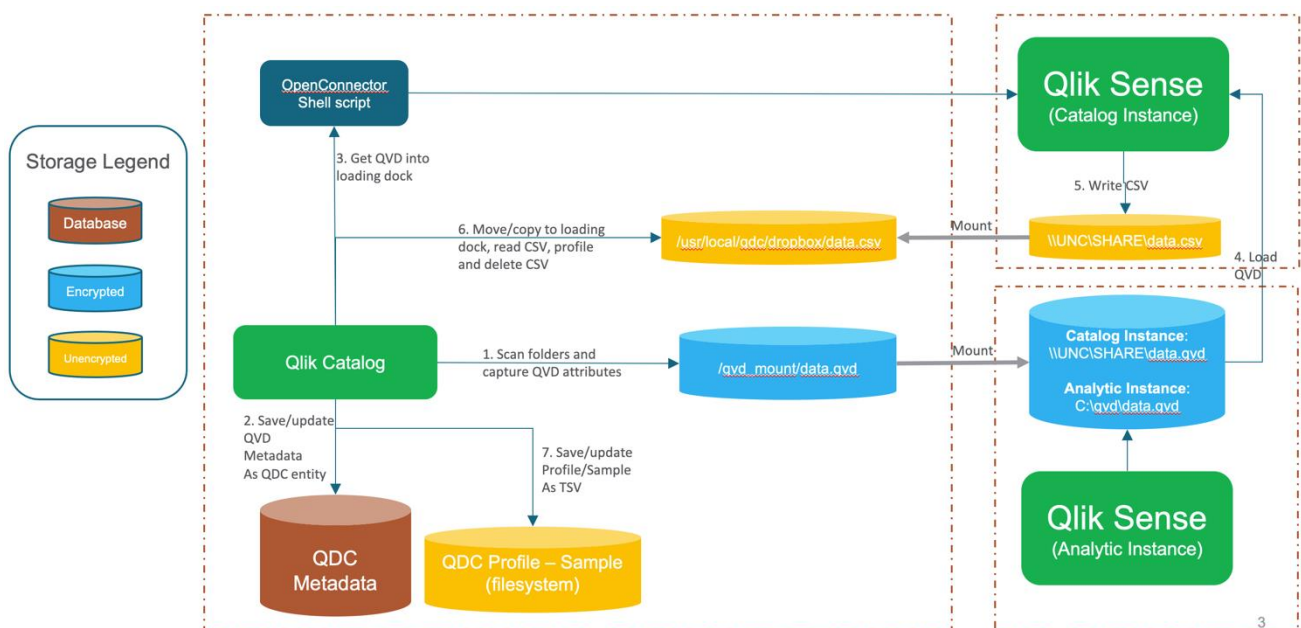 OpenConnector
Shell script
Qlik Sense
(Catalog Instance)
Storage Legend
Database
Encrypted
Unencrypted
3. Get QVD into
loading dock
5. Write CSV
6. Move/copy to loading
dock, read CSV, profile
and delete CSV
/usr/local/qdc/dropbox/data.csv
Mount
\\UNC\SHARE\data.csv
4. Load
QVD
Qlik Catalog
1. Scan folders and
capture QVD attributes
/qvd_mount/data.qvd
Mount
Catalog Instance:
\\UNC\SHARE\data.qvd
Analytic Instance:
C:\qvd\data.qvd
2. Save/update
QVD
Metadata
As QDC entity
7. Save/update
Profile/Sample
As TSV
QDC
Metadata
QDC Profile – Sample
(filesystem)
Qlik Sense
(Analytic Instance)
3